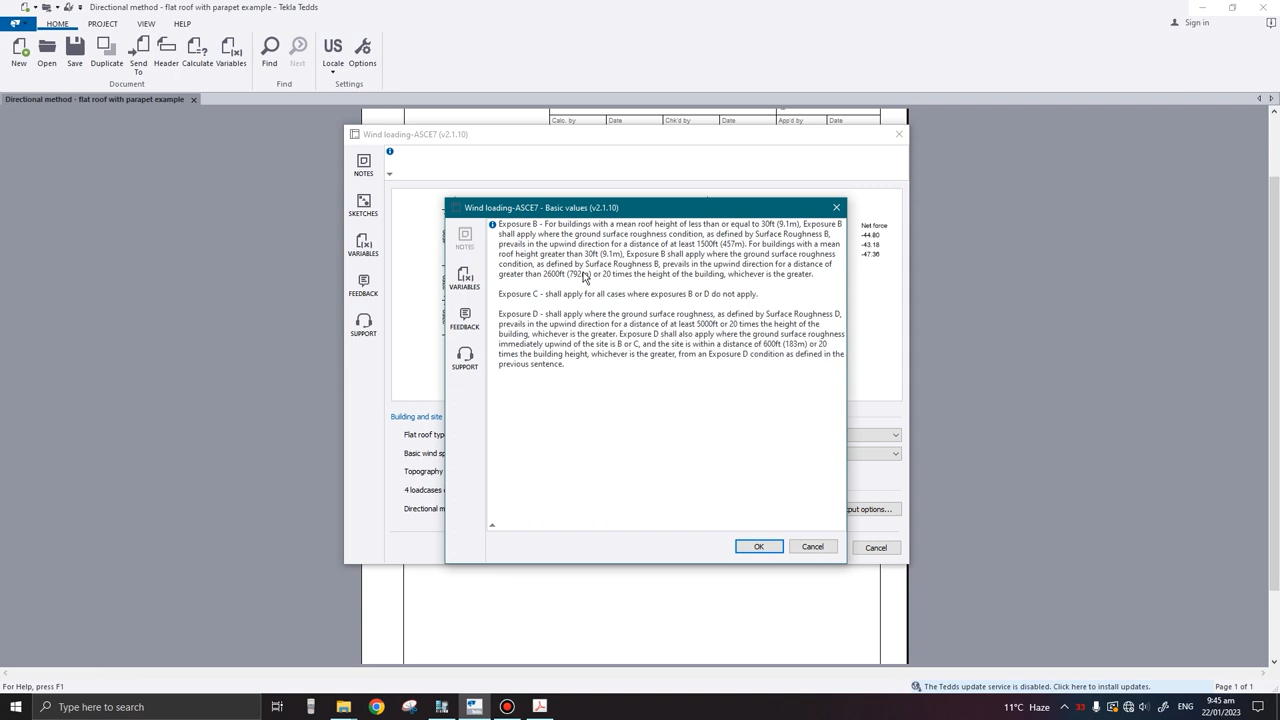 Directional method - flat roof with parapet example - Tekla Tedds
HOME
PROJECT
VIEW
HELP
Sign in
New
Open
Save
Duplicate
Send To
Header
Calculate
Variables
Find
Next
US
Locale
Options
Document
Find
Settings
Directional method - flat roof with parapet example
Calc. by
Date
Chk'd by
Date
App'd by
Date
Wind loading-ASCE7 (v2.1.10)
NOTES
SKETCHES
VARIABLES
FEEDBACK
SUPPORT
Wind loading-ASCE7 - Basic values (v2.1.10)
NOTES
VARIABLES
FEEDBACK
SUPPORT
Exposure B - For buildings with a mean roof height of less than or equal to 30ft (9.1m), Exposure B
shall apply where the ground surface roughness condition, as defined by Surface Roughness B,
prevails in the upwind direction for a distance of at least 1500ft (457m). For buildings with a mean
roof height greater than 30ft (9.1m), Exposure B shall apply where the ground surface roughness
condition, as defined by Surface Roughness B, prevails in the upwind direction for a distance of
greater than 2600ft (792m) or 20 times the height of the building, whichever is the greater.
Exposure C - shall apply for all cases where exposures B or D do not apply.
Exposure D - shall apply where the ground surface roughness, as defined by Surface Roughness D,
prevails in the upwind direction for a distance of at least 5000ft or 20 times the height of the
building, whichever is the greater. Exposure D shall also apply where the ground surface roughness
immediately upwind of the site is B or C, and the site is within a distance of 600ft (183m) or 20
times the building height, whichever is the greater, from an Exposure D condition as defined in the
previous sentence.
OK
Cancel
Net force
-44.80
-43.18
-47.36
Building and site
Flat roof typ
Basic wind sp
Topography
4 loadcases
Directional m
put options...
Cancel
For Help, press F1
The Tedds update service is disabled. Click here to install updates.
Page 1 of 1
Type here to search
11°C Haze
33
ENG
9:45 am
22/01/2023